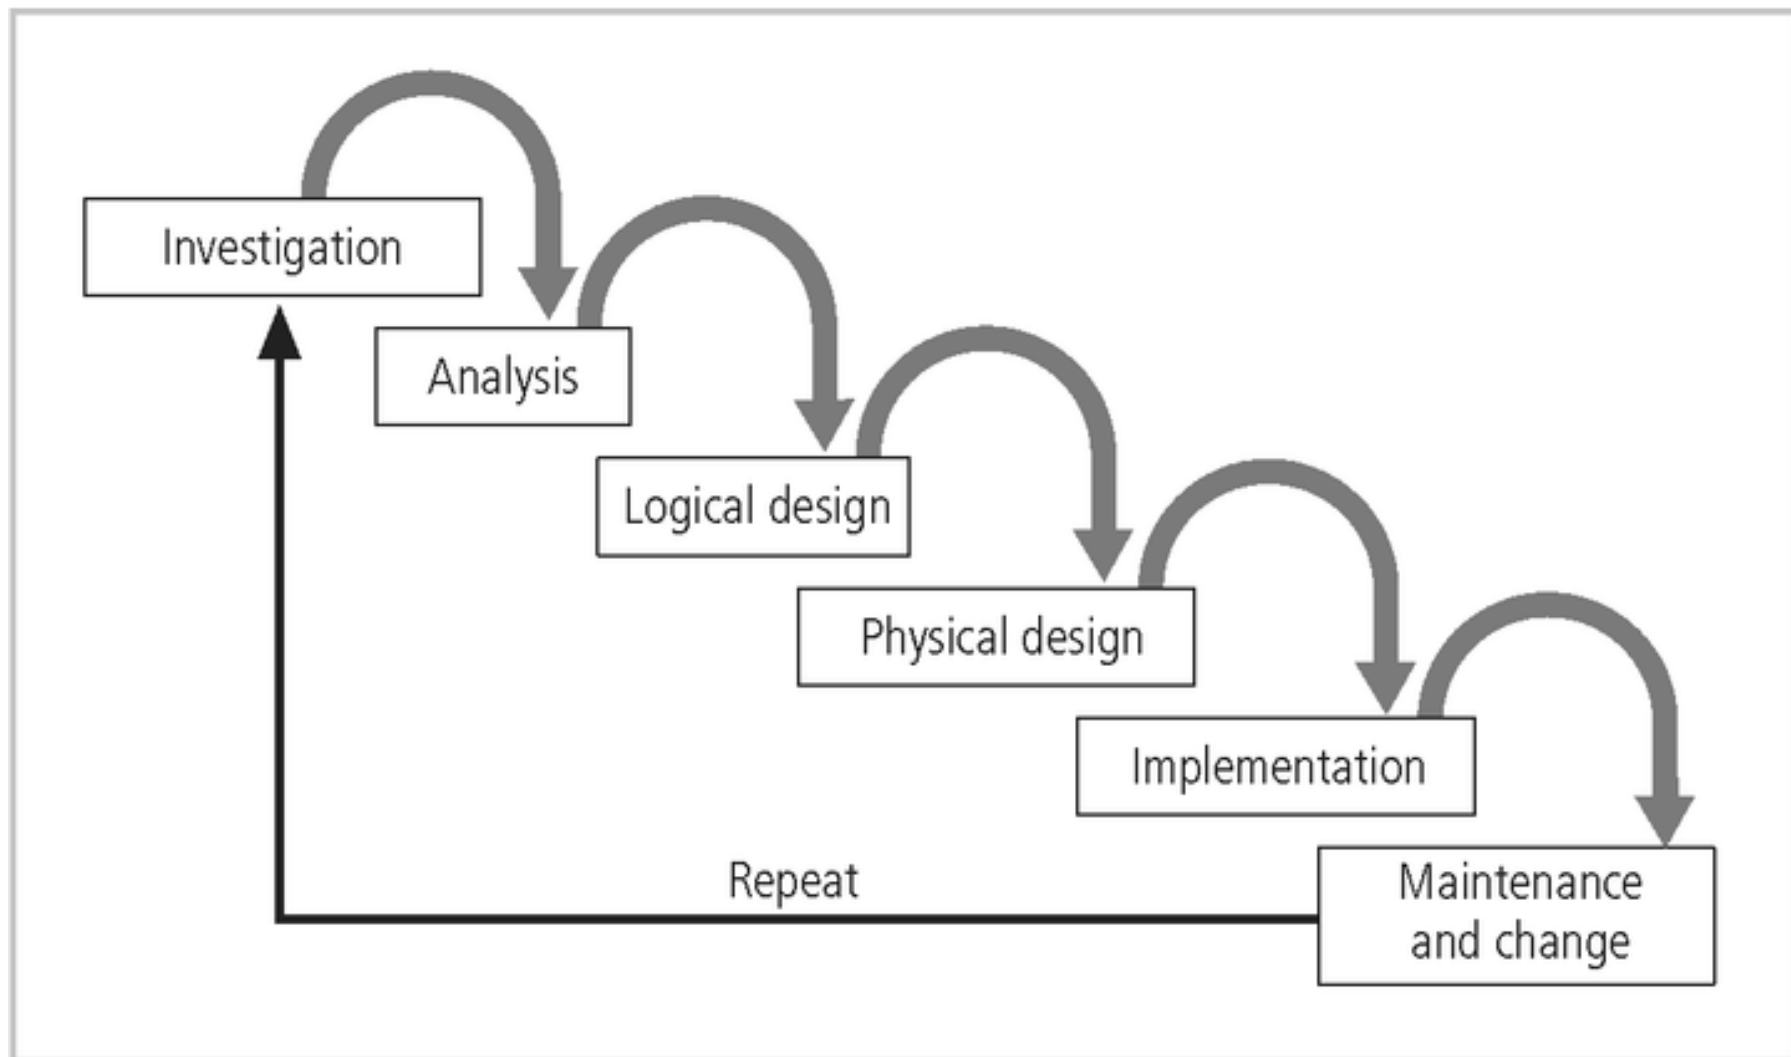 Investigation
Analysis
Logical design
Physical design
Implementation
Repeat
Maintenance
and change